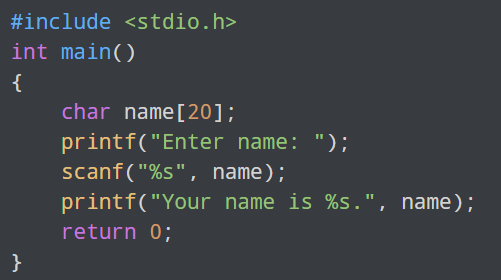 #include <stdio.h>
int main()
{
    char name[20];
    printf("Enter name: ");
    scanf("%s", name);
    printf("Your name is %s.", name);
    return 0;
}